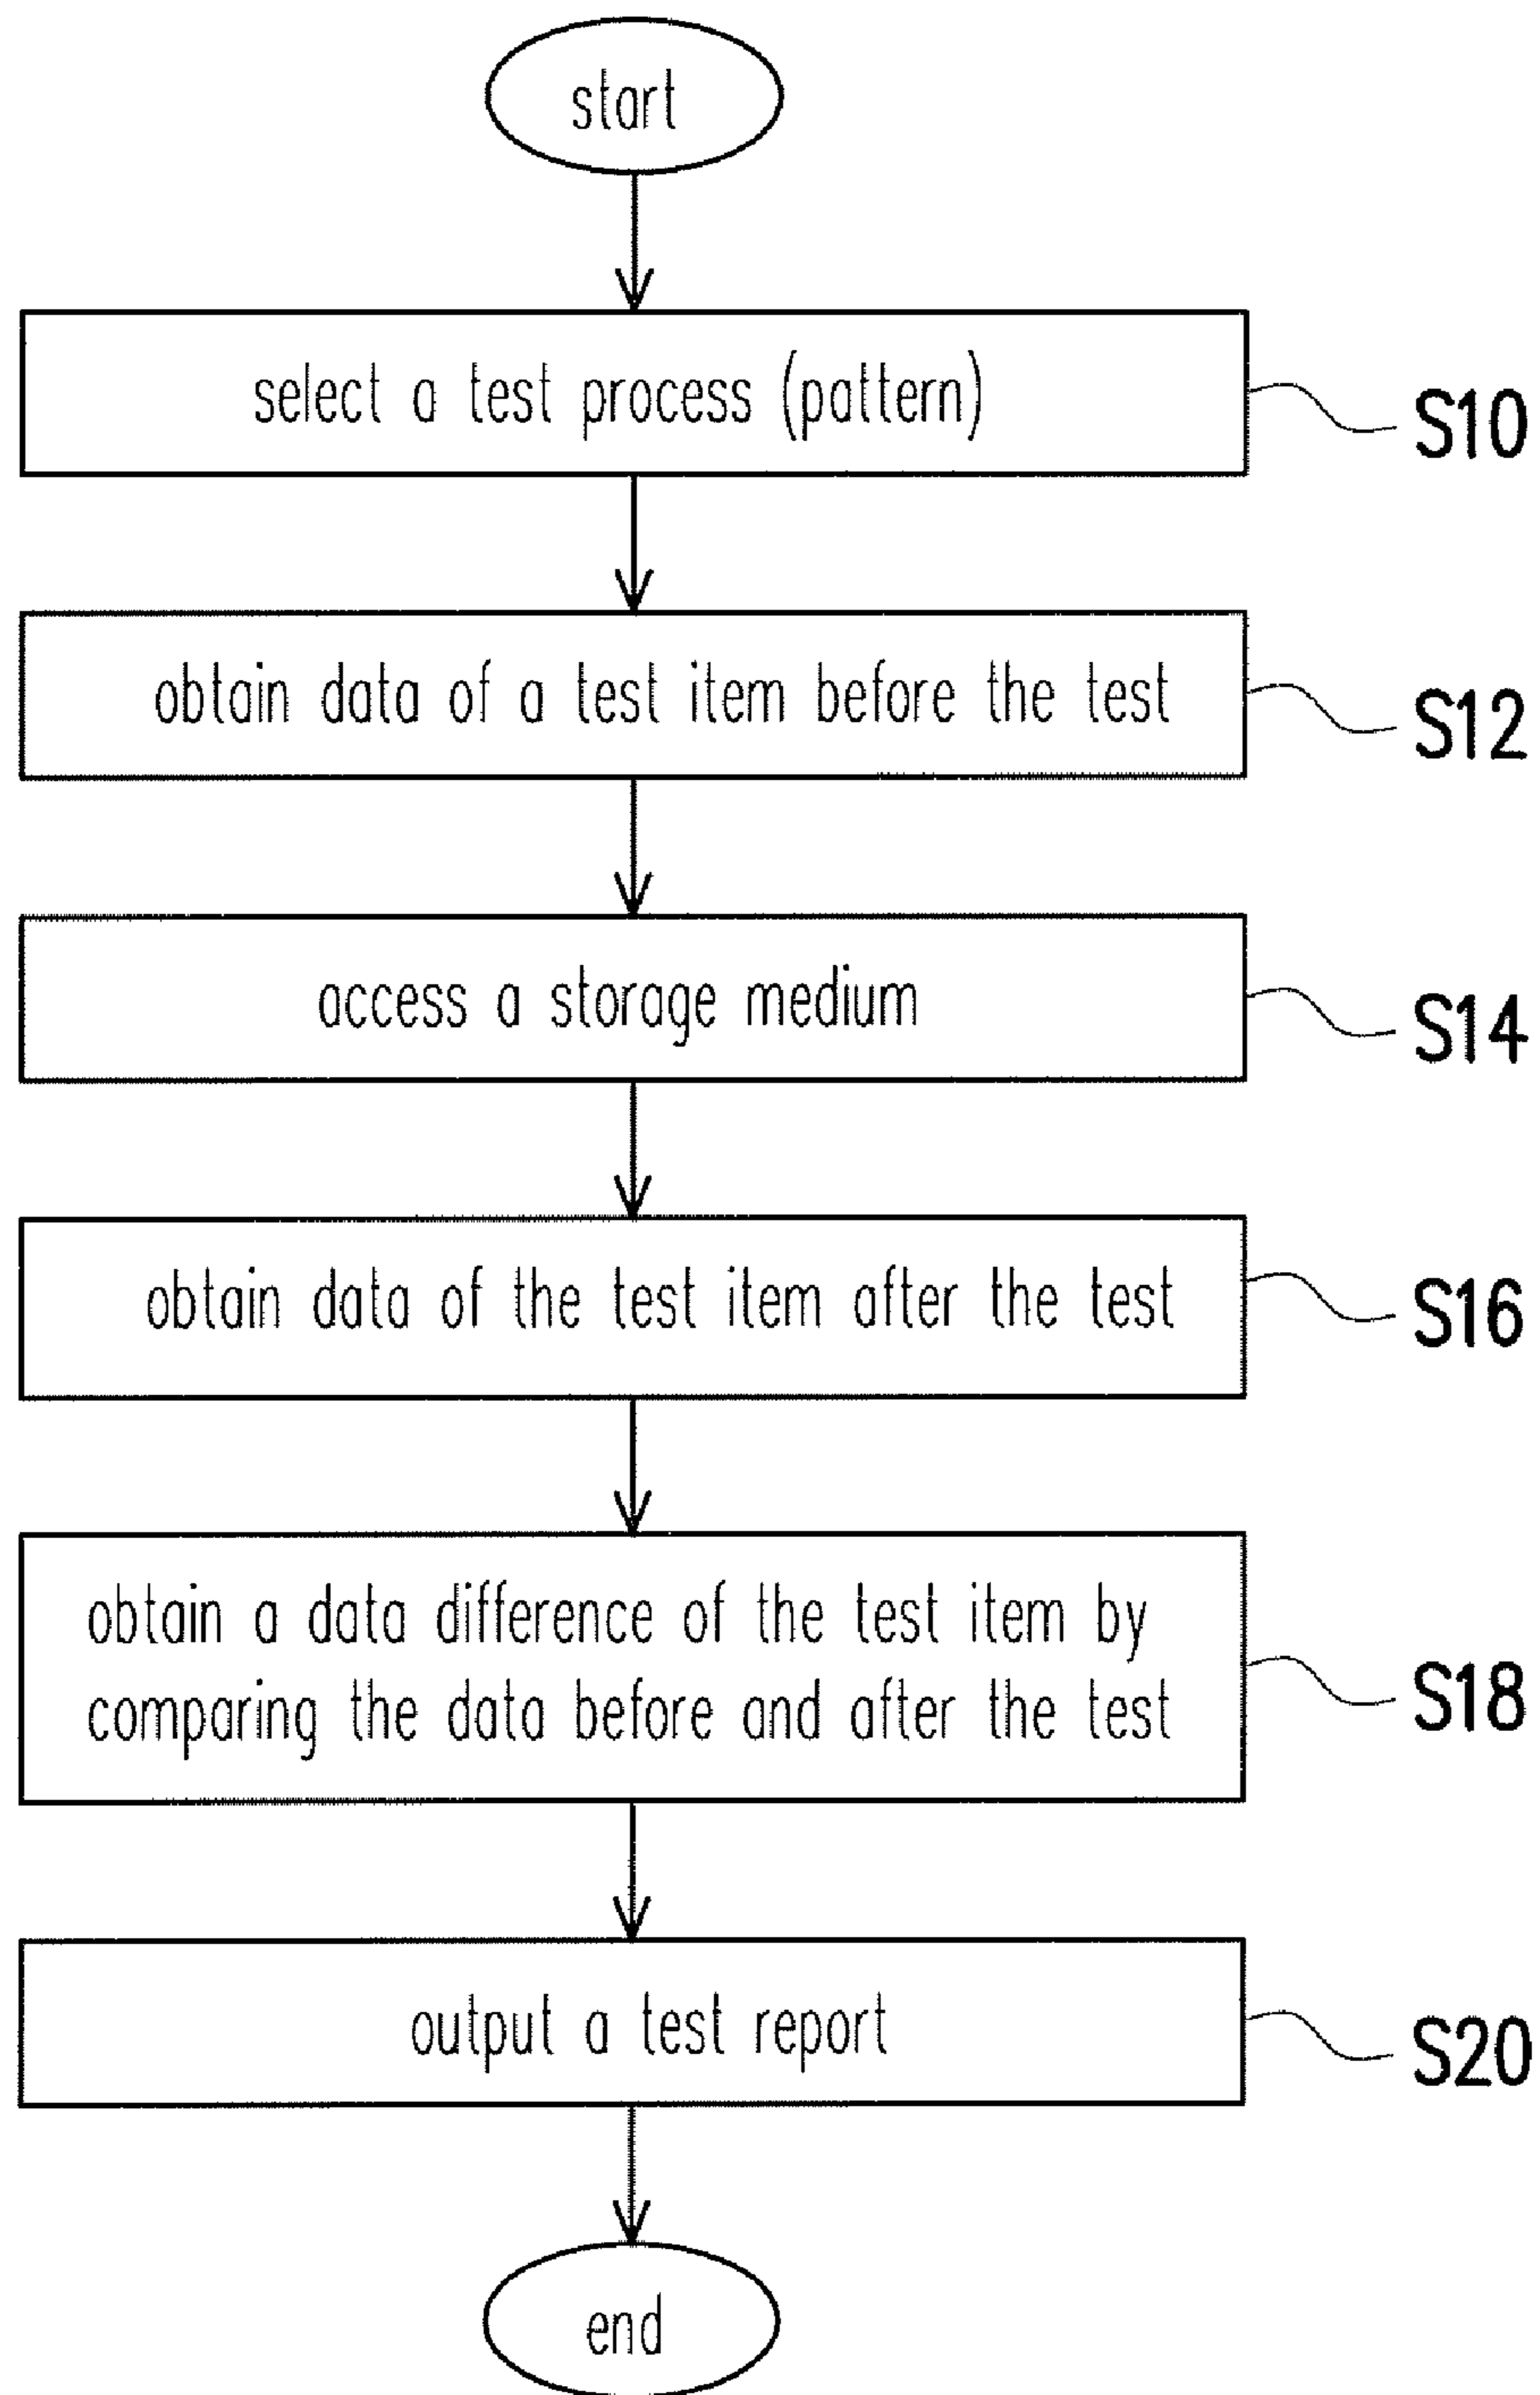 start
select a test process (pattern)
S10
obtain data of a test item before the test
S12
access a storage medium
S14
obtain data of the test item after the test
S16
obtain a data difference of the test item by
comparing the data before and after the test
S18
output a test report
S20
end